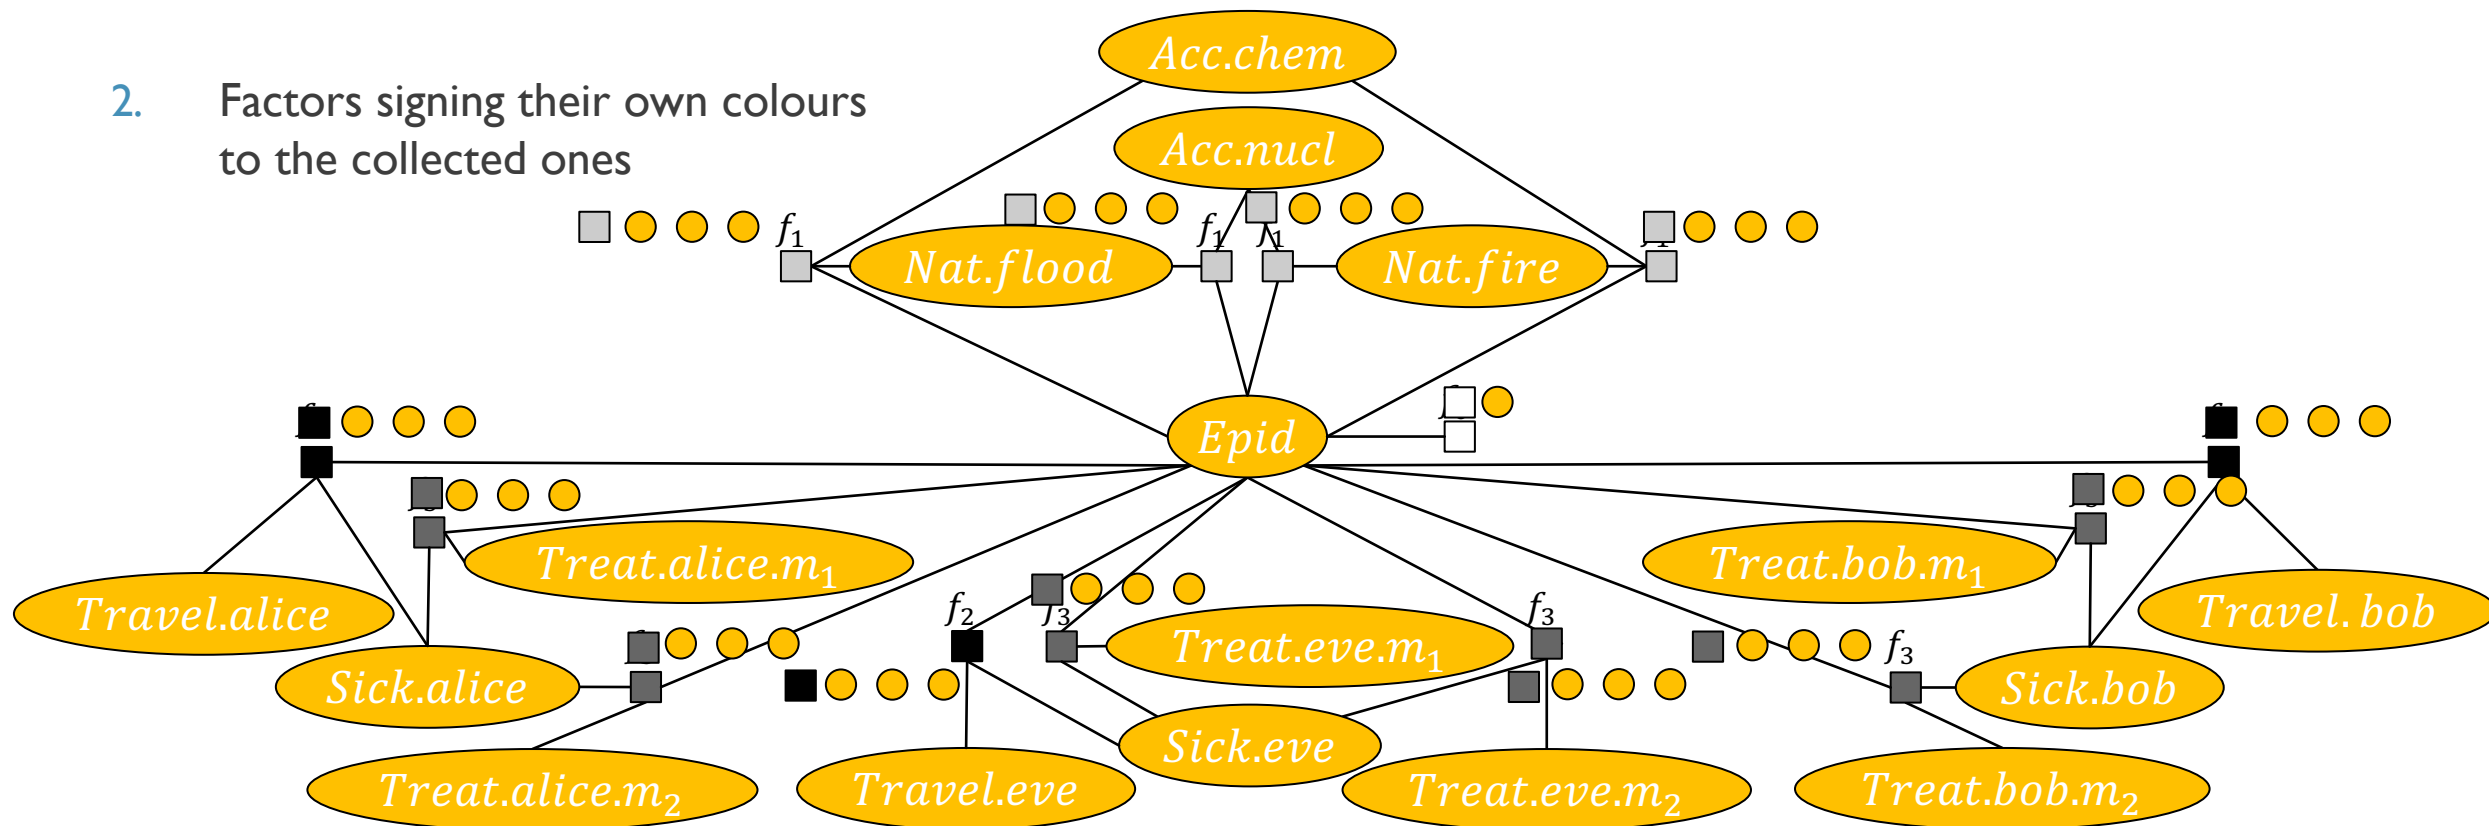 Acc.chem
2. Factors signing their own colours
to the collected ones
Acc.nucl
f₁ f₁ f₁
Nat.flood Nat.fire
Epid
Treat.alice.m₁ Treat.bob.m₁
Travel.alice f₂ f₃ f₃ Travel.bob
Sick.alice Treat.eve.m₁ f₃ Sick.bob
Sick.eve
Treat.alice.m₂ Travel.eve Treat.eve.m₂ Treat.bob.m₂